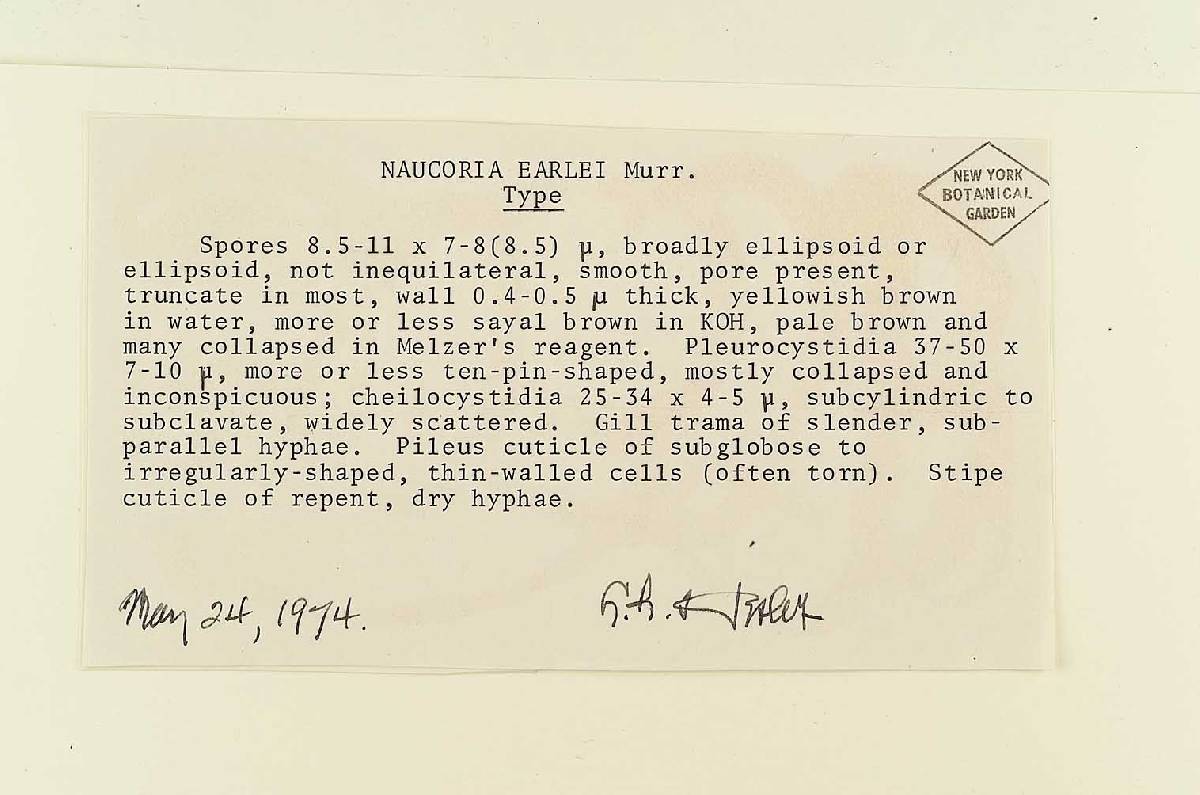 NAUCORIA EARLEI Murr.
Type
NEW YORK
BOTANICAL
GARDEN
Spores 8.5-11 x 7-8(8.5) µ, broadly ellipsoid or
ellipsoid, not inequilateral, smooth, pore present,
truncate in most, wall 0.4-0.5 µ thick, yellowish brown
in water, more or less sayal brown in KOH, pale brown and
many collapsed in Melzer's reagent. Pleurocystidia 37-50 x
7-10 µ, more or less ten-pin-shaped, mostly collapsed and
inconspicuous; cheilocystidia 25-34 x 4-5 µ, subcylindric to
subclavate, widely scattered. Gill trama of slender, sub-
parallel hyphae. Pileus cuticle of subglobose to
irregularly-shaped, thin-walled cells (often torn). Stipe
cuticle of repent, dry hyphae.
May 24, 1974.